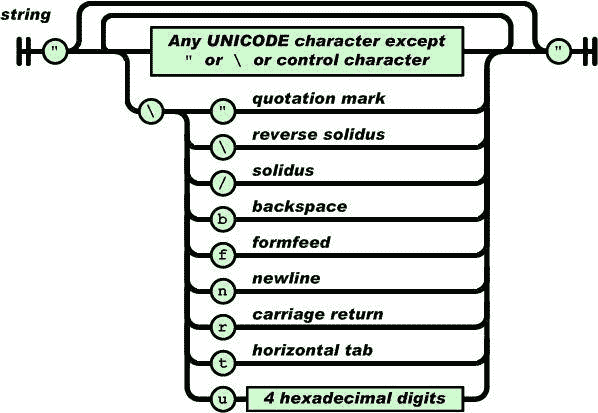 string
" Any UNICODE character except "
" or \ or control character
\ " quotation mark
\ reverse solidus
/ solidus
b backspace
f formfeed
n newline
r carriage return
t horizontal tab
u 4 hexadecimal digits